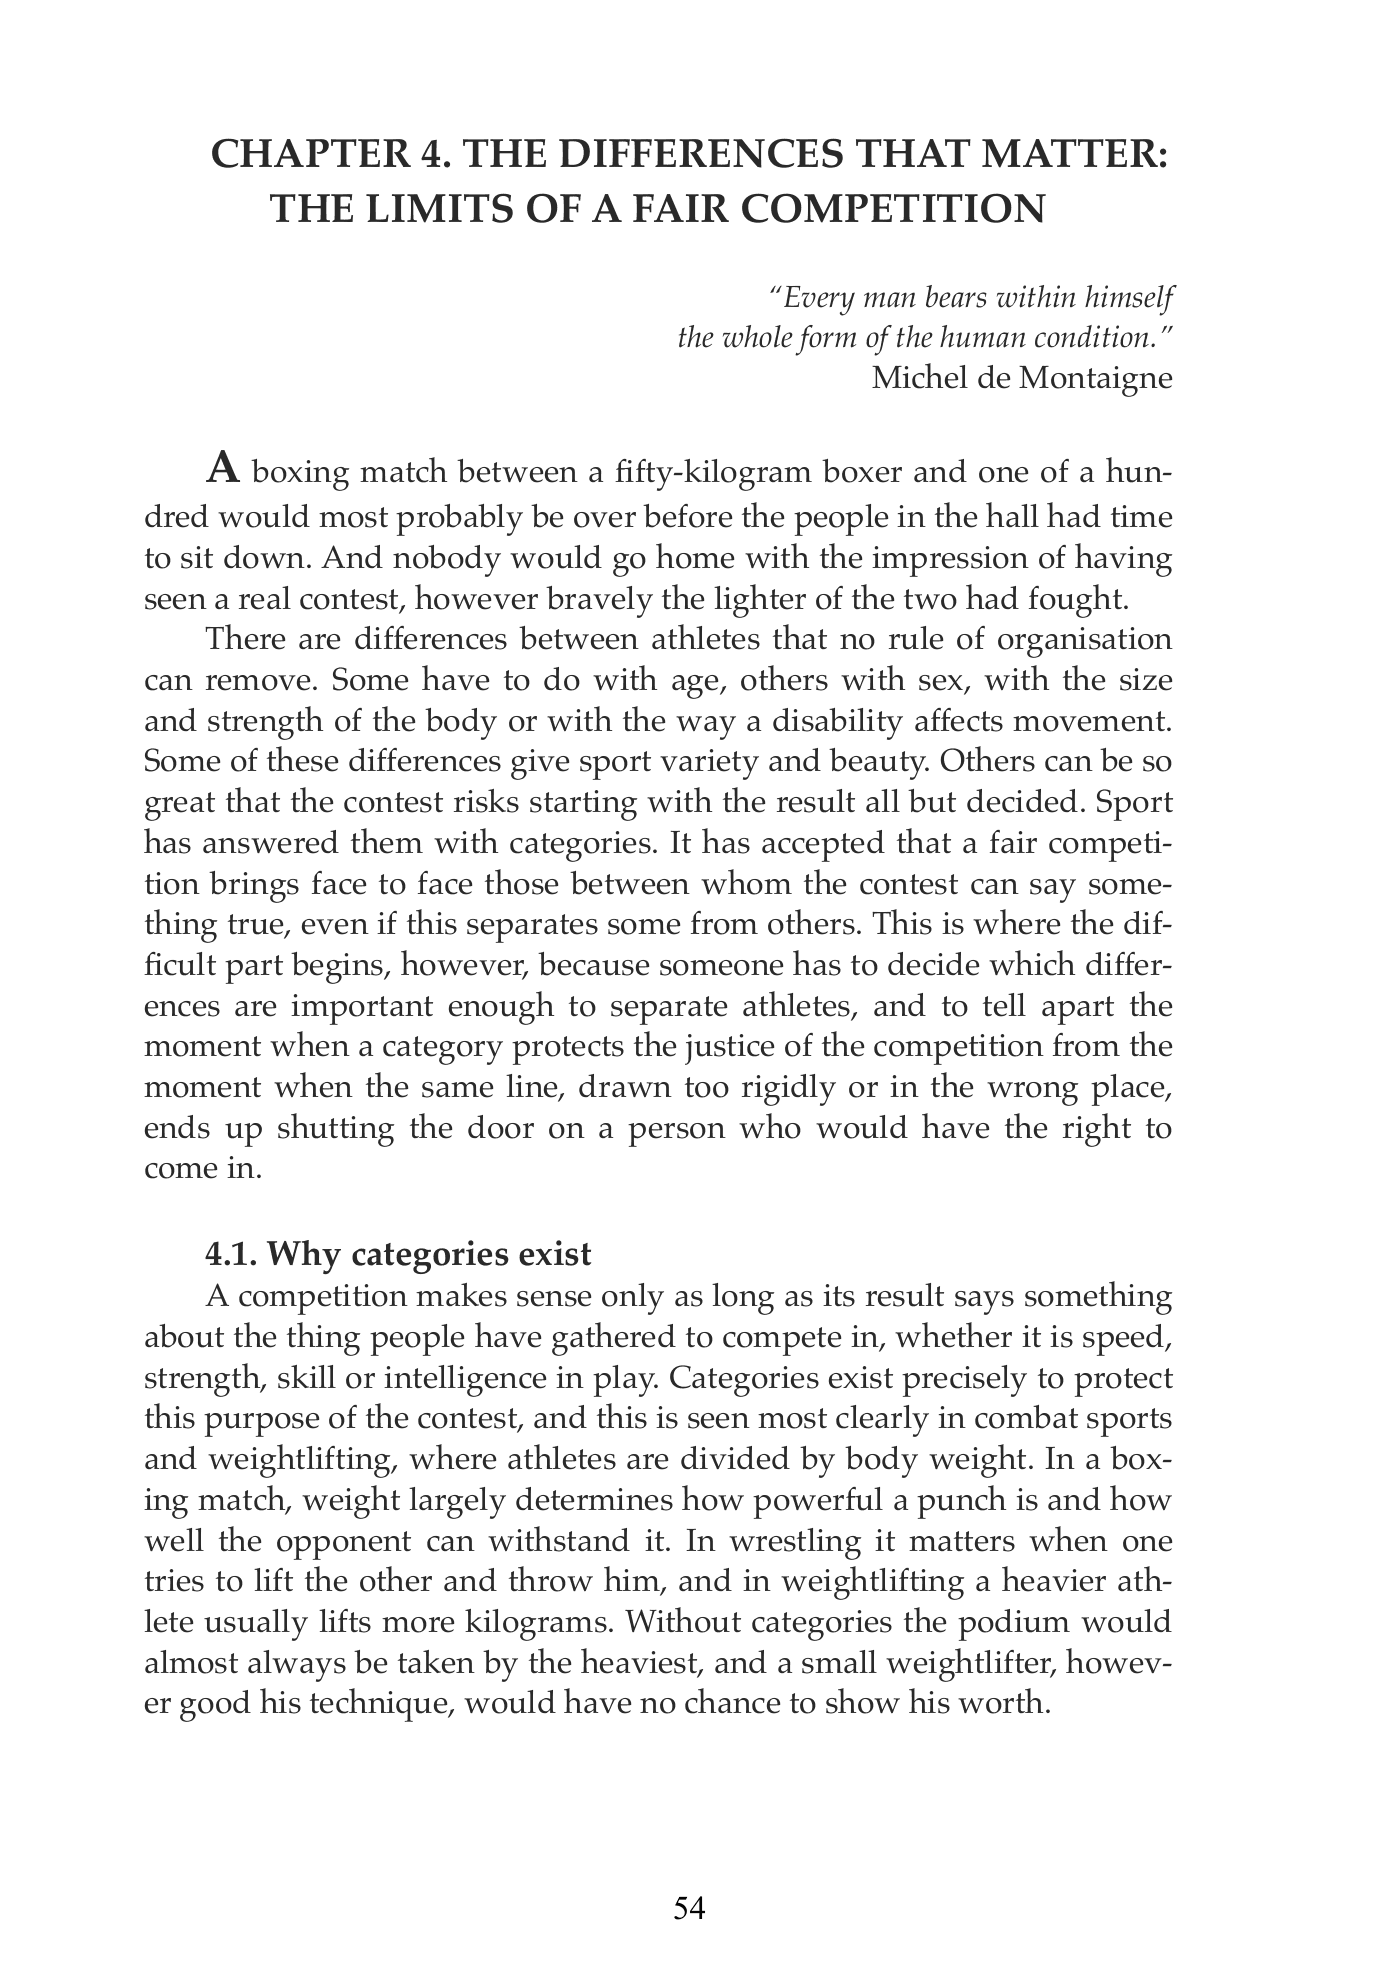 CHAPTER 4. THE DIFFERENCES THAT MATTER:
THE LIMITS OF A FAIR COMPETITION
“Every man bears within himself
the whole form of the human condition.”
Michel de Montaigne
A boxing match between a fifty-kilogram boxer and one of a hun-
dred would most probably be over before the people in the hall had time
to sit down. And nobody would go home with the impression of having
seen a real contest, however bravely the lighter of the two had fought.
There are differences between athletes that no rule of organisation
can remove. Some have to do with age, others with sex, with the size
and strength of the body or with the way a disability affects movement.
Some of these differences give sport variety and beauty. Others can be so
great that the contest risks starting with the result all but decided. Sport
has answered them with categories. It has accepted that a fair competi-
tion brings face to face those between whom the contest can say some-
thing true, even if this separates some from others. This is where the dif-
ficult part begins, however, because someone has to decide which differ-
ences are important enough to separate athletes, and to tell apart the
moment when a category protects the justice of the competition from the
moment when the same line, drawn too rigidly or in the wrong place,
ends up shutting the door on a person who would have the right to
come in.
4.1. Why categories exist
A competition makes sense only as long as its result says something
about the thing people have gathered to compete in, whether it is speed,
strength, skill or intelligence in play. Categories exist precisely to protect
this purpose of the contest, and this is seen most clearly in combat sports
and weightlifting, where athletes are divided by body weight. In a box-
ing match, weight largely determines how powerful a punch is and how
well the opponent can withstand it. In wrestling it matters when one
tries to lift the other and throw him, and in weightlifting a heavier ath-
lete usually lifts more kilograms. Without categories the podium would
almost always be taken by the heaviest, and a small weightlifter, howev-
er good his technique, would have no chance to show his worth.
54